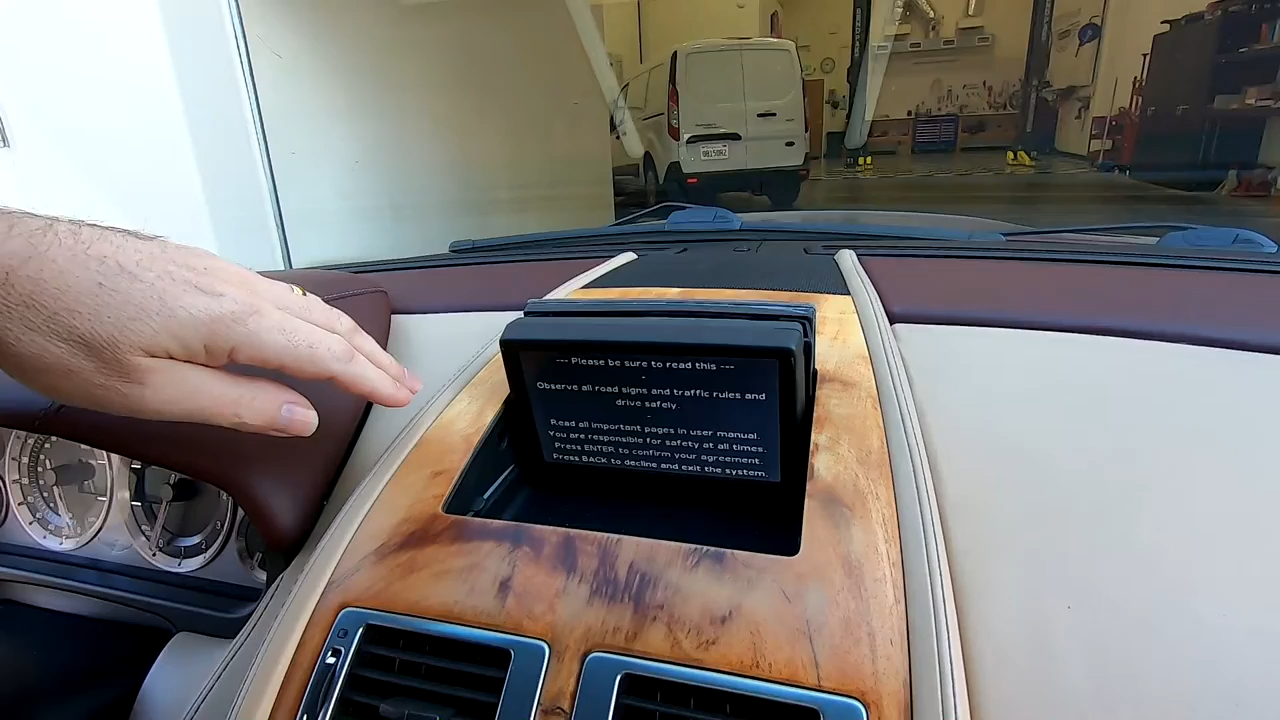 --- Please be sure to read this ---
-
Observe all road signs and traffic rules and
drive safely.
-
Read all important pages in user manual.
You are responsible for safety at all times.
Press ENTER to confirm your agreement.
Press BACK to decline and exit the system.